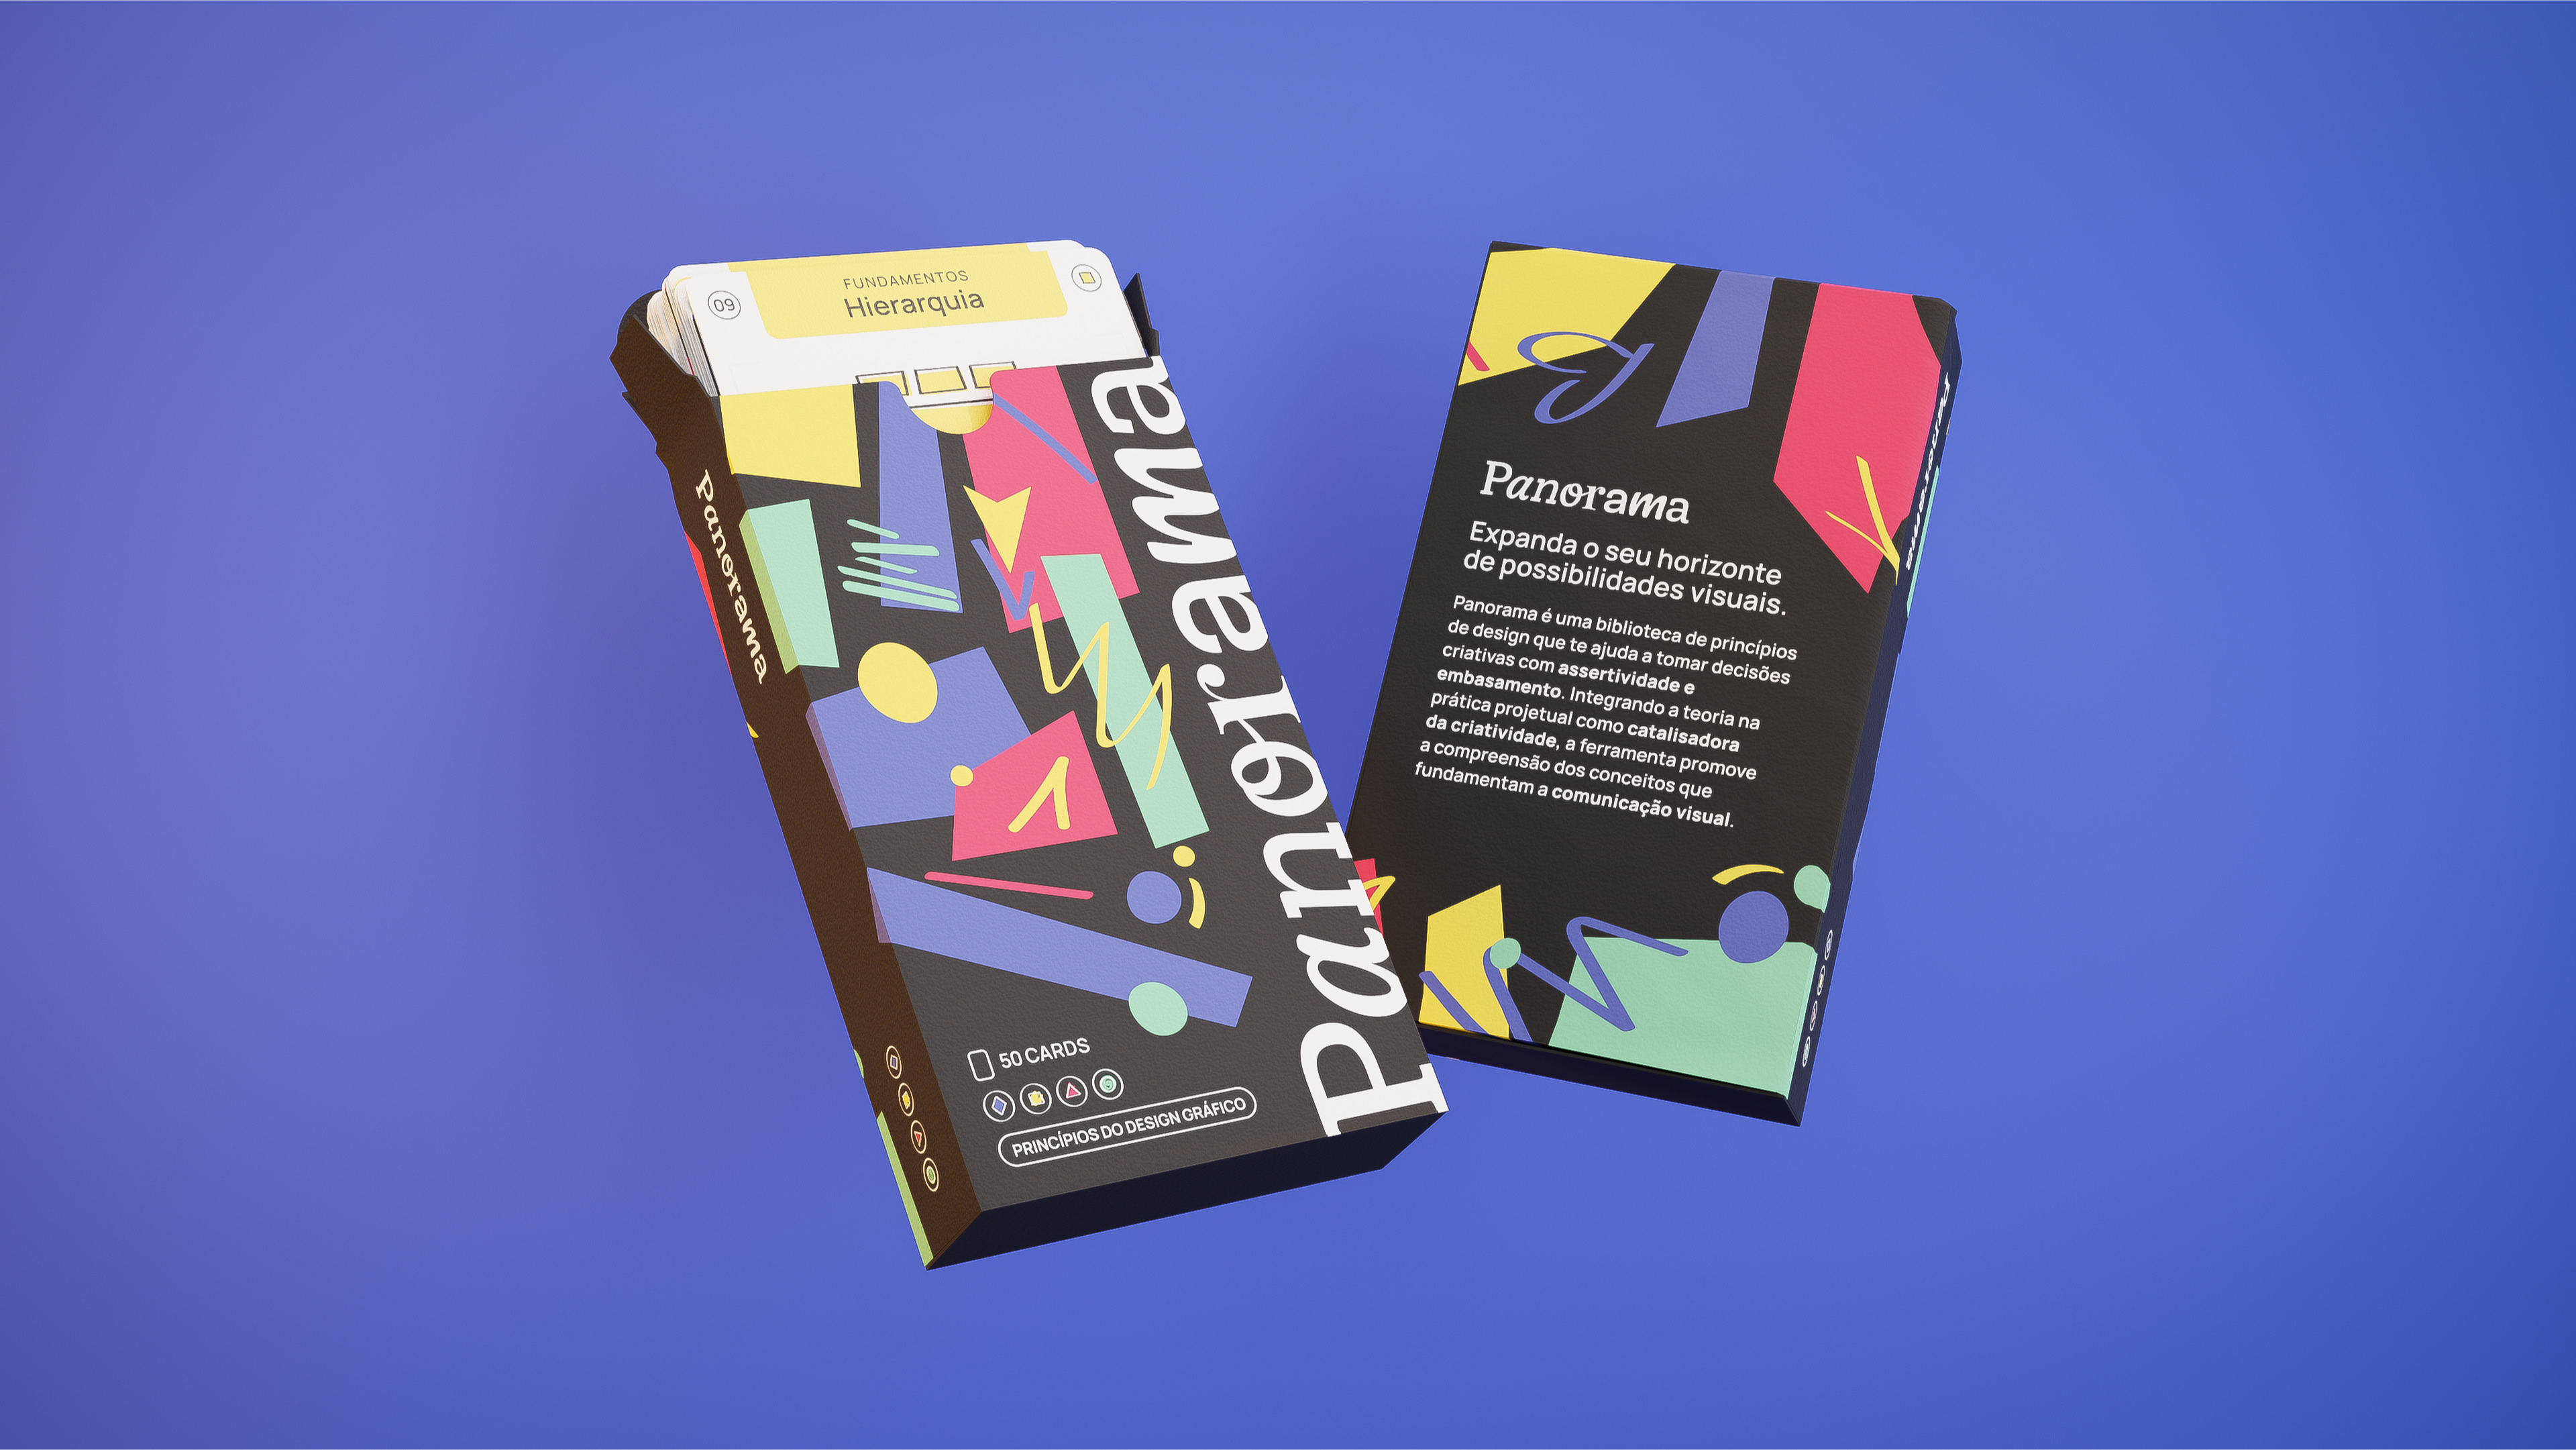 09
FUNDAMENTOS
Hierarquia
Panorama
Panorama
50 CARDS
PRINCÍPIOS DO DESIGN GRÁFICO
Panorama
Expanda o seu horizonte
de possibilidades visuais.
Panorama é uma biblioteca de princípios
de design que te ajuda a tomar decisões
criativas com assertividade e
embasamento. Integrando a teoria na
prática projetual como catalisadora
da criatividade, a ferramenta promove
a compreensão dos conceitos que
fundamentam a comunicação visual.
Panorama